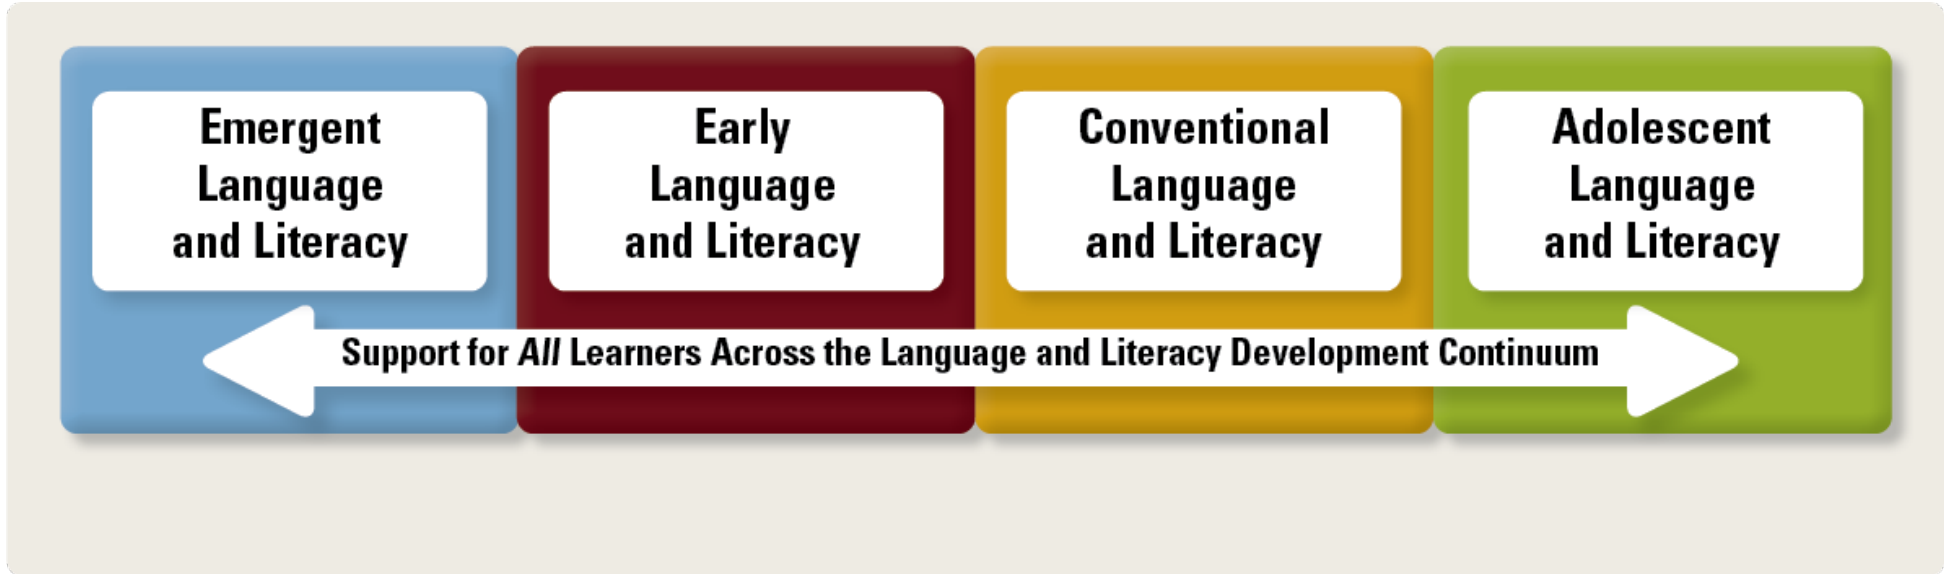 Emergent
Language
and Literacy
Early
Language
and Literacy
Conventional
Language
and Literacy
Adolescent
Language
and Literacy
Support for All Learners Across the Language and Literacy Development Continuum